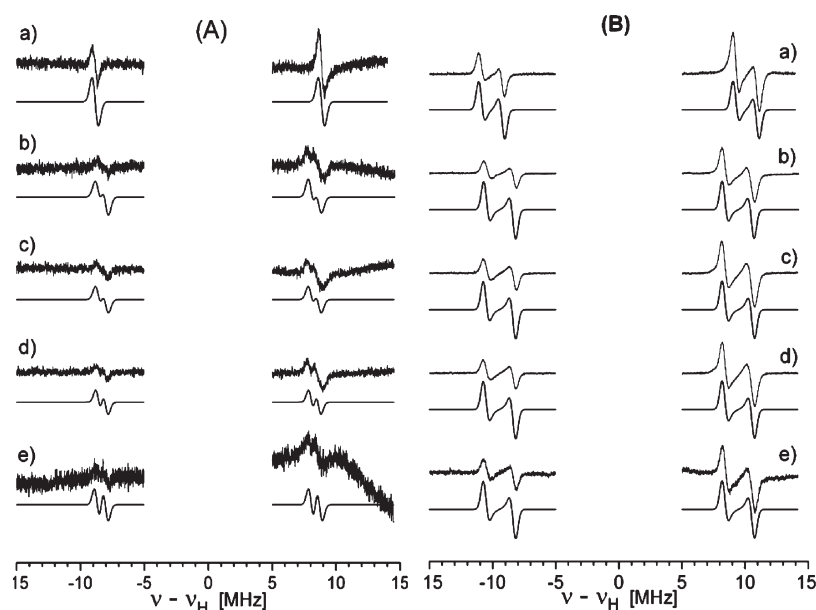 (A)
a)
b)
c)
d)
e)
-15 -10 -5 0 5 10 15
ν - νH [MHz]
(B)
a)
b)
c)
d)
e)
15 -10 -5 0 5 10 15
ν - νH [MHz]